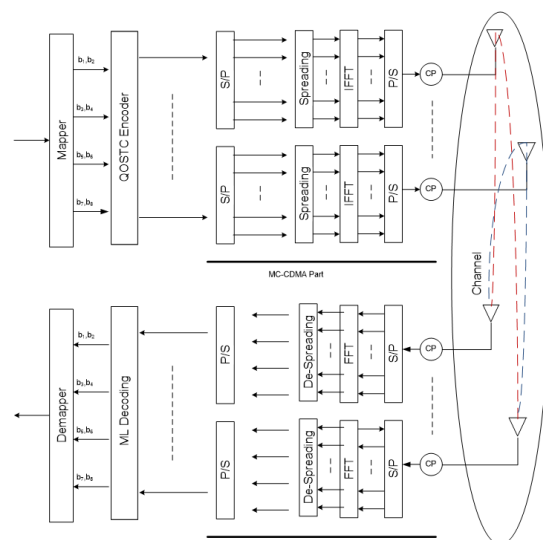 Mapper
b1,b2
b3,b4
b5,b6
b7,b8
QOSTC Encoder
S/P
Spreading
IFFT
P/S
CP
S/P
Spreading
IFFT
P/S
CP
MC-CDMA Part
Channel
Demapper
b1,b2
b3,b4
b5,b6
b7,b8
ML Decoding
P/S
De-Spreading
FFT
S/P
CP
P/S
De-Spreading
FFT
S/P
CP